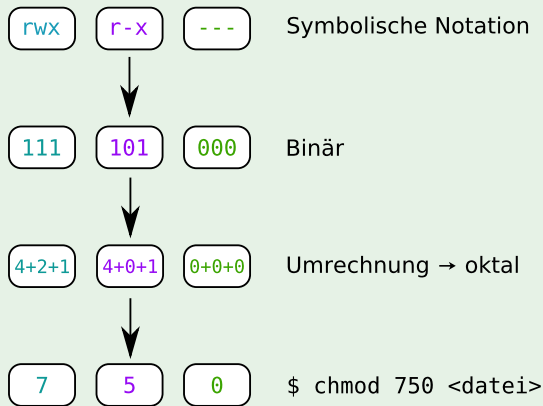 rwx r-x --- Symbolische Notation
111 101 000 Binär
4+2+1 4+0+1 0+0+0 Umrechnung → oktal
7 5 0 $ chmod 750 <datei>